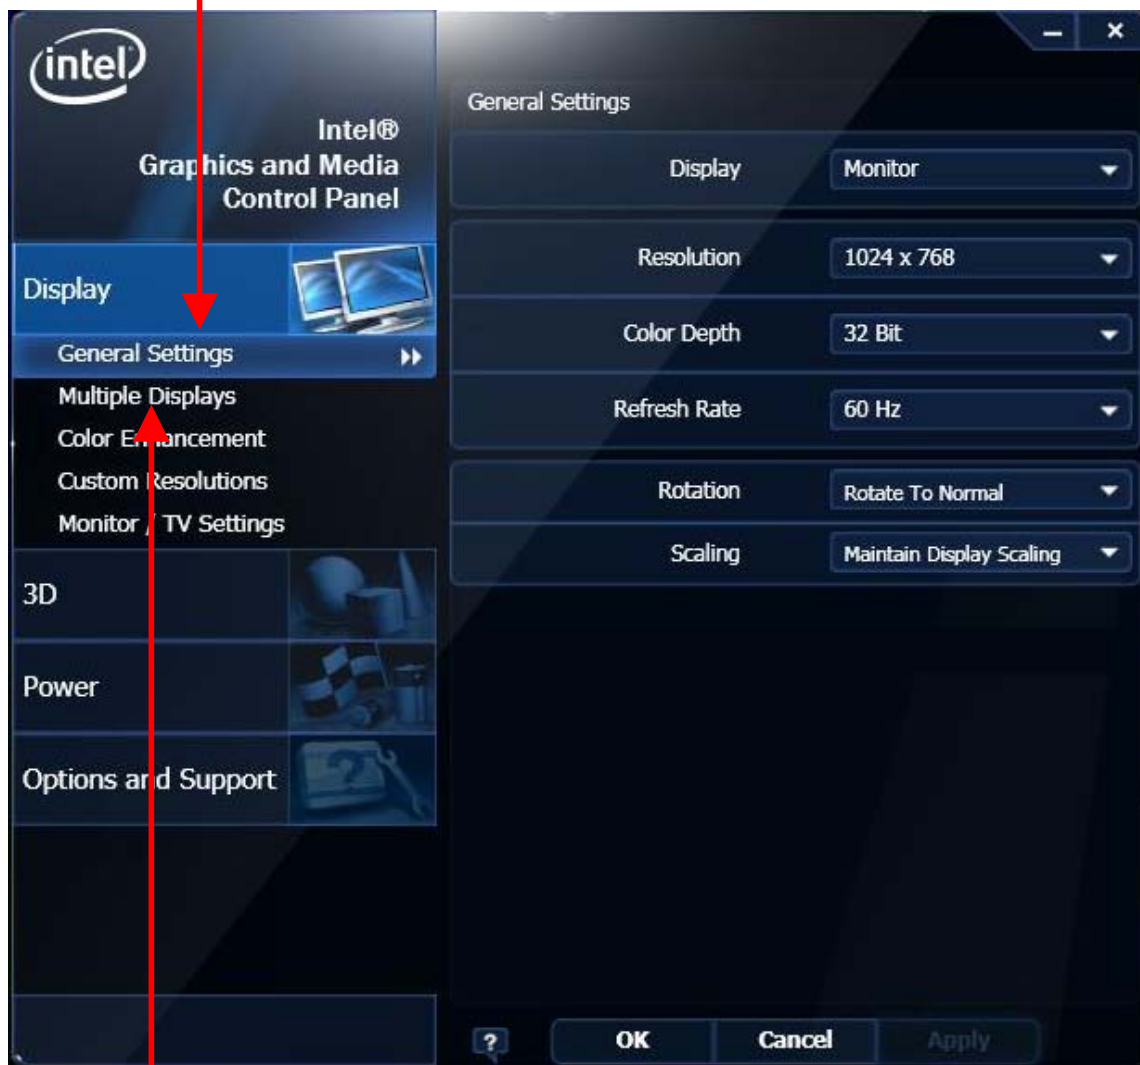 intel
Intel®
Graphics and Media
Control Panel
Display
General Settings
Multiple Displays
Color Enhancement
Custom Resolutions
Monitor / TV Settings
3D
Power
Options and Support
General Settings
Display Monitor
Resolution 1024 x 768
Color Depth 32 Bit
Refresh Rate 60 Hz
Rotation Rotate To Normal
Scaling Maintain Display Scaling
? OK Cancel Apply